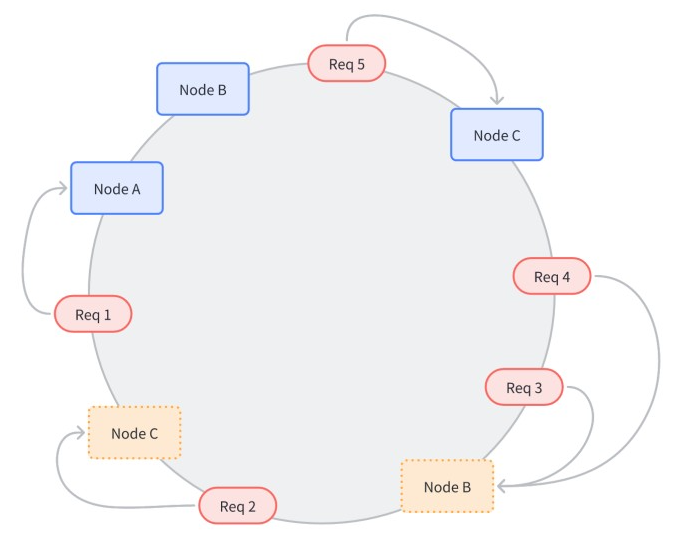 Req 5
Node B
Node C
Node A
Req 4
Req 1
Req 3
Node C
Node B
Req 2